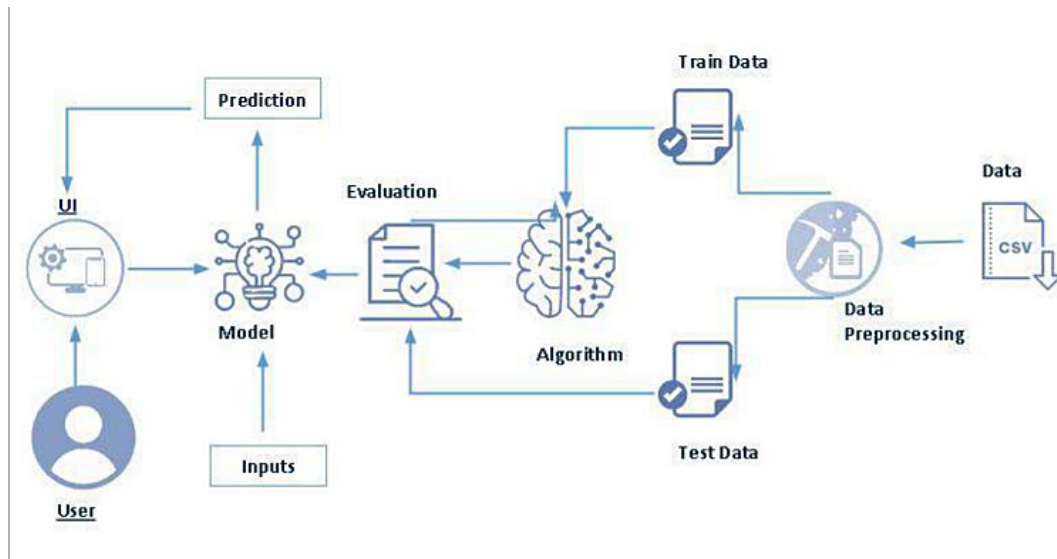 Train Data
Prediction
Data
Evaluation
UI
CSV
Model
Data
Preprocessing
Algorithm
Test Data
Inputs
User